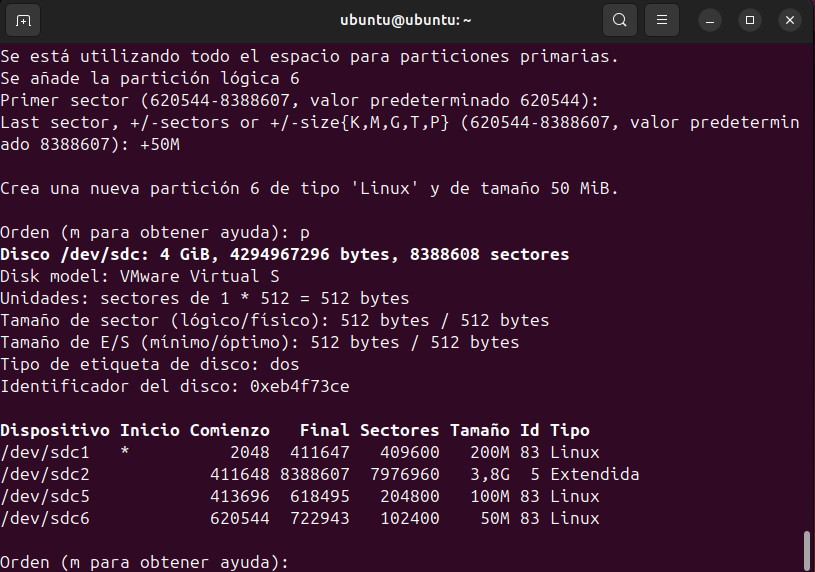 ubuntu@ubuntu: ~
Se está utilizando todo el espacio para particiones primarias.
Se añade la partición lógica 6
Primer sector (620544-8388607, valor predeterminado 620544):
Last sector, +/-sectors or +/-size{K,M,G,T,P} (620544-8388607, valor predetermin
ado 8388607): +50M
Crea una nueva partición 6 de tipo 'Linux' y de tamaño 50 MiB.
Orden (m para obtener ayuda): p
Disco /dev/sdc: 4 GiB, 4294967296 bytes, 8388608 sectores
Disk model: VMware Virtual S
Unidades: sectores de 1 * 512 = 512 bytes
Tamaño de sector (lógico/físico): 512 bytes / 512 bytes
Tamaño de E/S (mínimo/óptimo): 512 bytes / 512 bytes
Tipo de etiqueta de disco: dos
Identificador del disco: 0xeb4f73ce
Dispositivo Inicio Comienzo   Final Sectores Tamaño Id Tipo
/dev/sdc1   *          2048  411647   409600   200M 83 Linux
/dev/sdc2            411648 8388607  7976960   3,8G  5 Extendida
/dev/sdc5            413696  618495   204800   100M 83 Linux
/dev/sdc6            620544  722943   102400    50M 83 Linux
Orden (m para obtener ayuda):